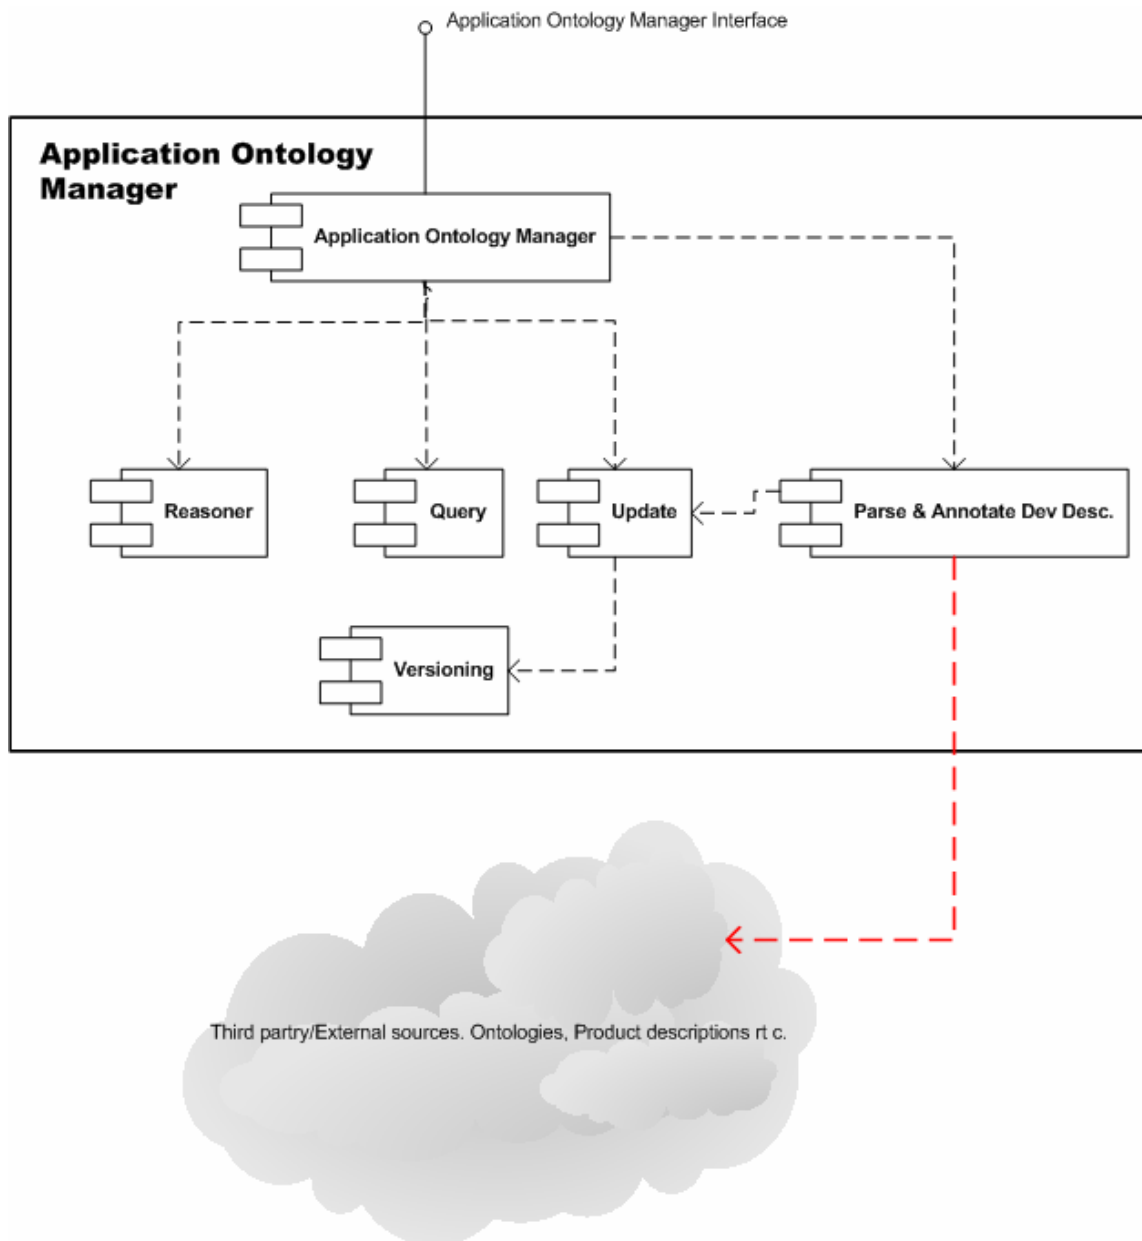 Application Ontology Manager Interface
Application Ontology
Manager
Application Ontology Manager
Reasoner
Query
Update
Parse & Annotate Dev Desc.
Versioning
Third partry/External sources. Ontologies, Product descriptions rt c.